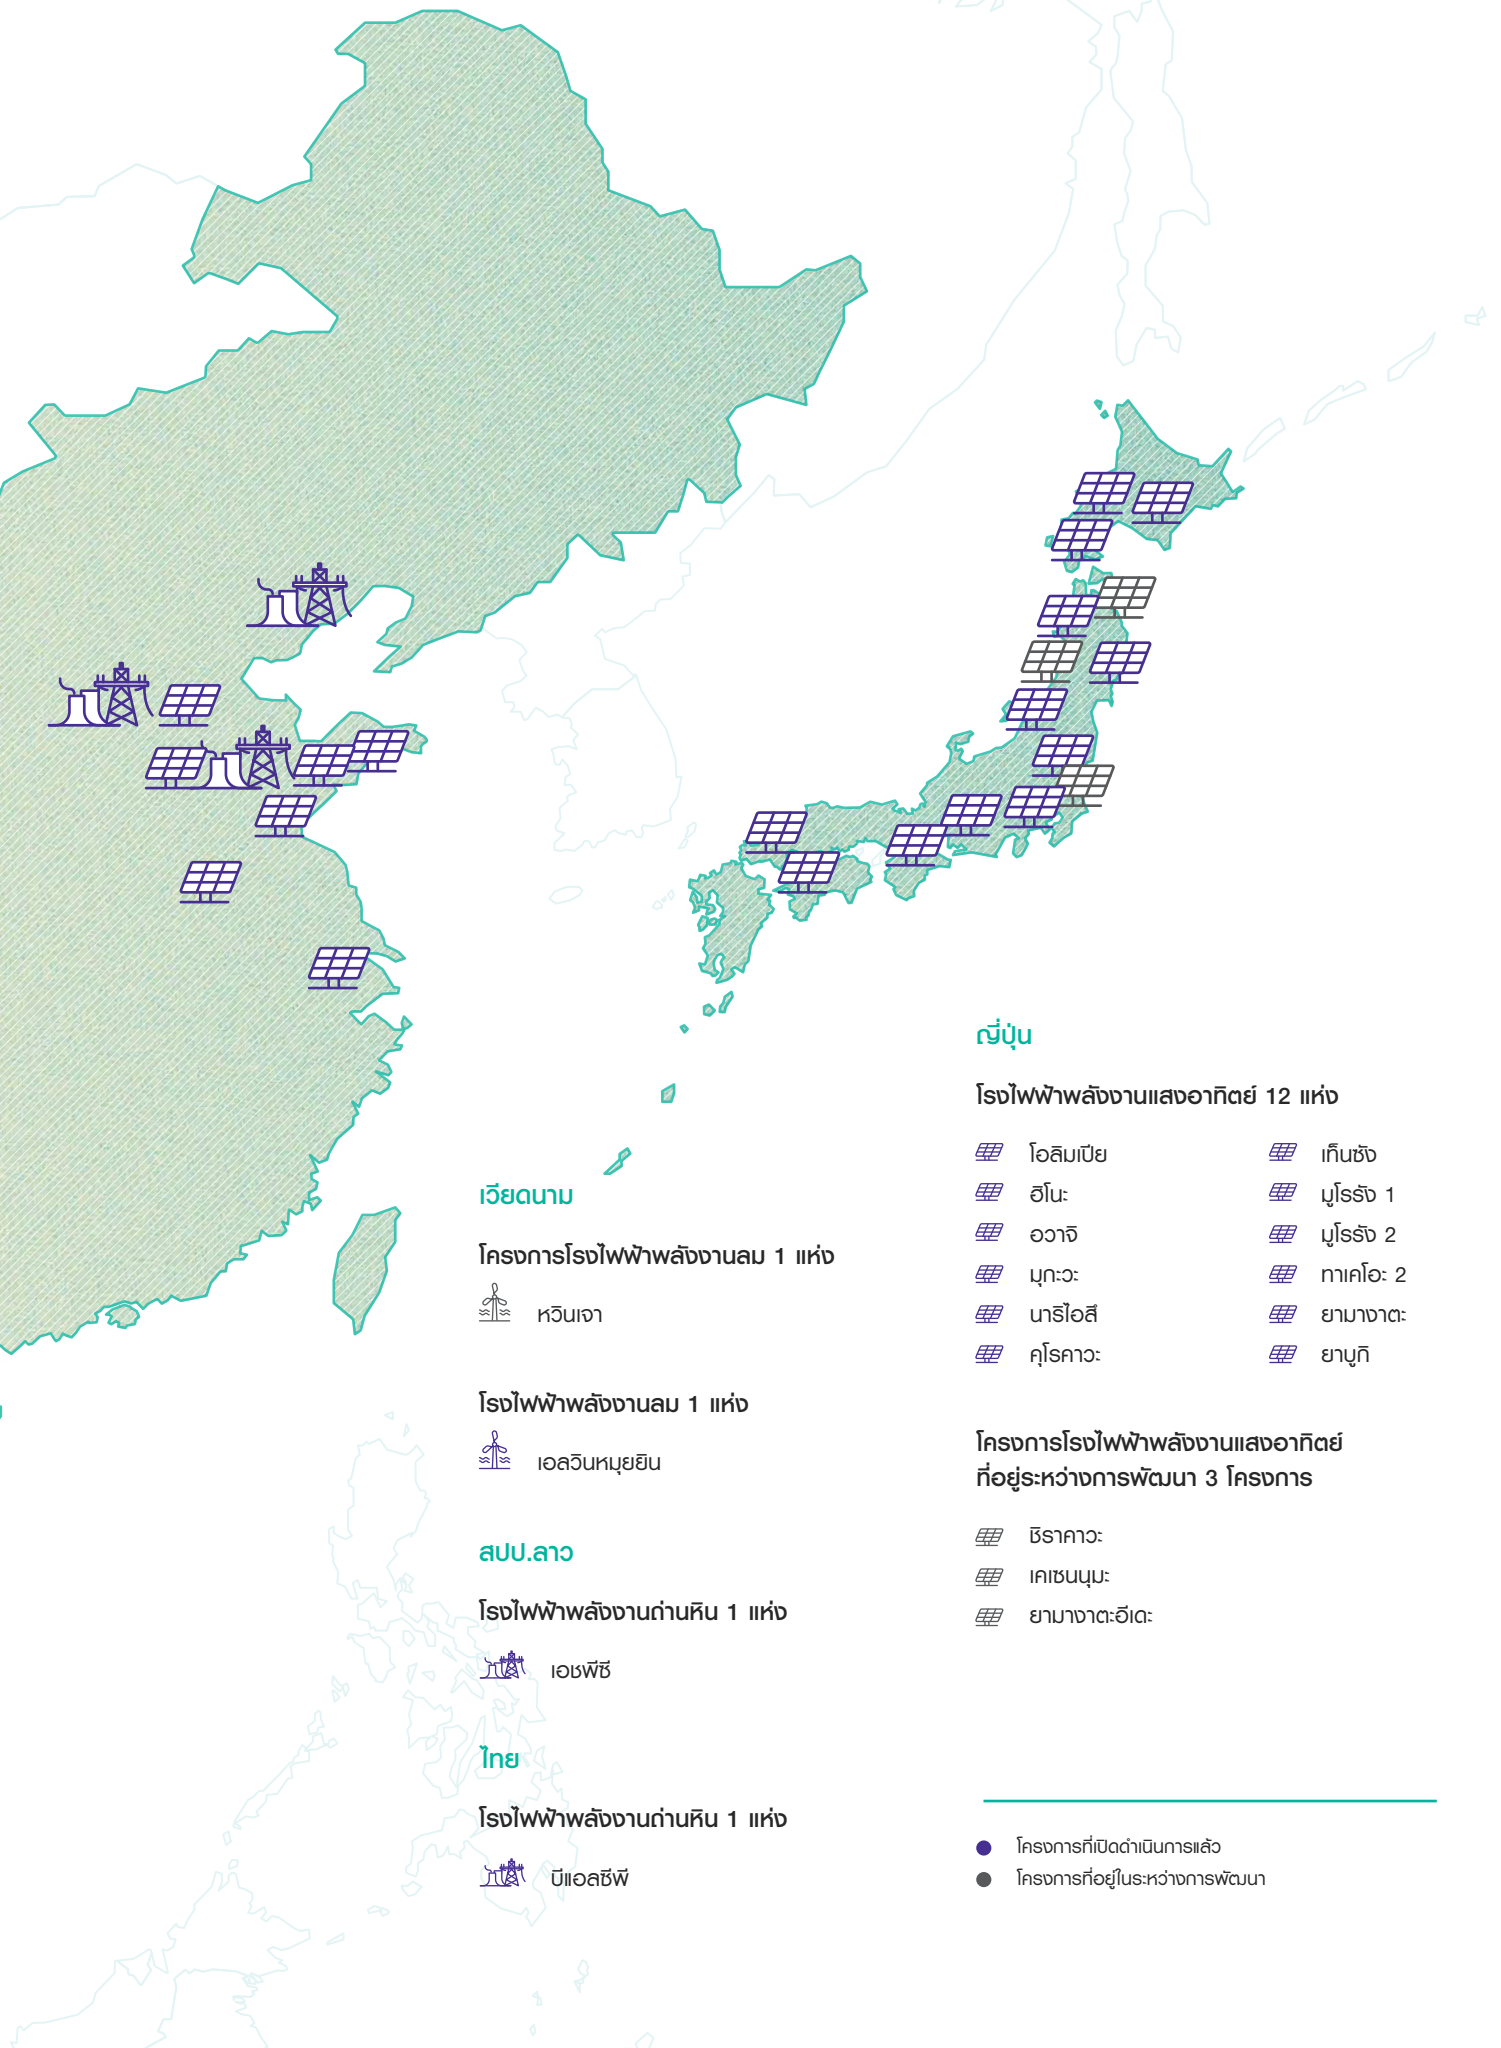 เวียดนาม
โครงการโรงไฟฟ้าพลังงานลม 1 แห่ง
หวินเจา
โรงไฟฟ้าพลังงานลม 1 แห่ง
เอลวินหมุยยิน
สปป.ลาว
โรงไฟฟ้าพลังงานถ่านหิน 1 แห่ง
เอชพีซี
ไทย
โรงไฟฟ้าพลังงานถ่านหิน 1 แห่ง
บีแอลซีพี
ญี่ปุ่น
โรงไฟฟ้าพลังงานแสงอาทิตย์ 12 แห่ง
โอลิมเปีย
ฮิโนะ
อวาจิ
มุกะวะ
นาริไอสึ
คุโรคาวะ
เท็นซัง
มูโรรัง 1
มูโรรัง 2
ทาเคโอะ 2
ยามางาตะ
ยาบูกิ
โครงการโรงไฟฟ้าพลังงานแสงอาทิตย์
ที่อยู่ระหว่างการพัฒนา 3 โครงการ
ชิราคาวะ
เคเซนนุมะ
ยามางาตะอีเดะ
โครงการที่เปิดดำเนินการแล้ว
โครงการที่อยู่ในระหว่างการพัฒนา